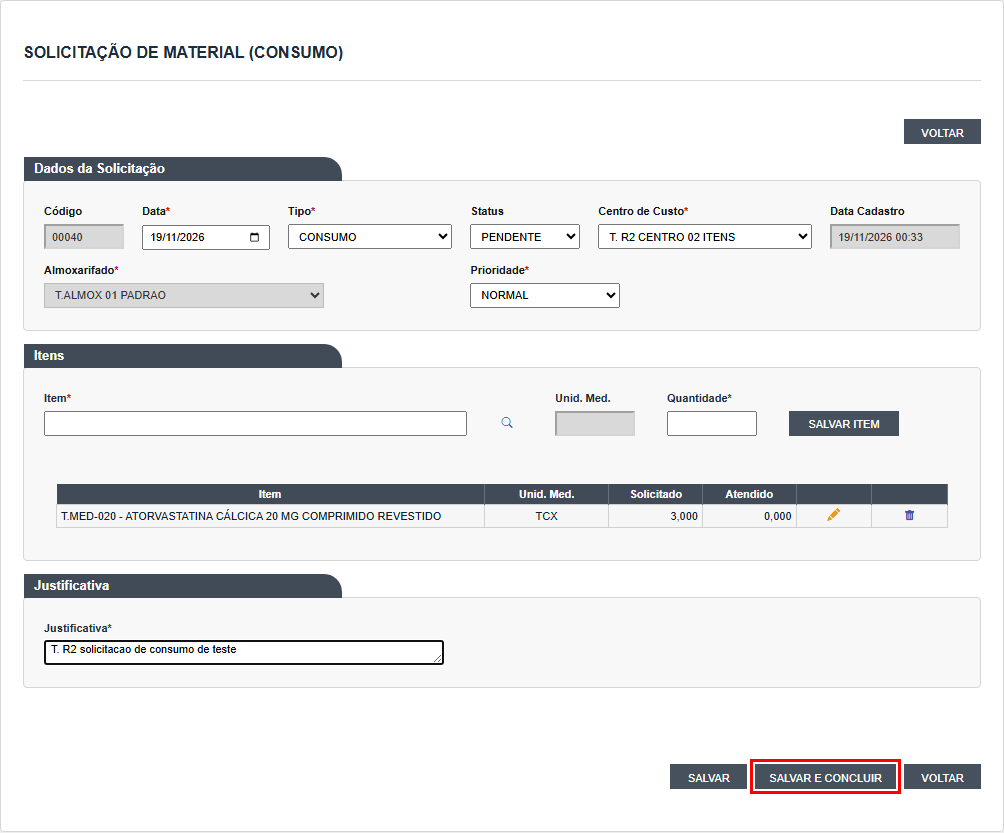 SOLICITAÇÃO DE MATERIAL (CONSUMO)
VOLTAR
Dados da Solicitação
Código Data* Tipo* Status Centro de Custo* Data Cadastro
00040 19/11/2026 CONSUMO PENDENTE T. R2 CENTRO 02 ITENS 19/11/2026 00:33
Almoxarifado* Prioridade*
T.ALMOX 01 PADRAO NORMAL
Itens
Item* Unid. Med. Quantidade*
SALVAR ITEM
Item Unid. Med. Solicitado Atendido
T.MED-020 - ATORVASTATINA CÁLCICA 20 MG COMPRIMIDO REVESTIDO TCX 3,000 0,000
Justificativa
Justificativa*
T. R2 solicitacao de consumo de teste
SALVAR SALVAR E CONCLUIR VOLTAR